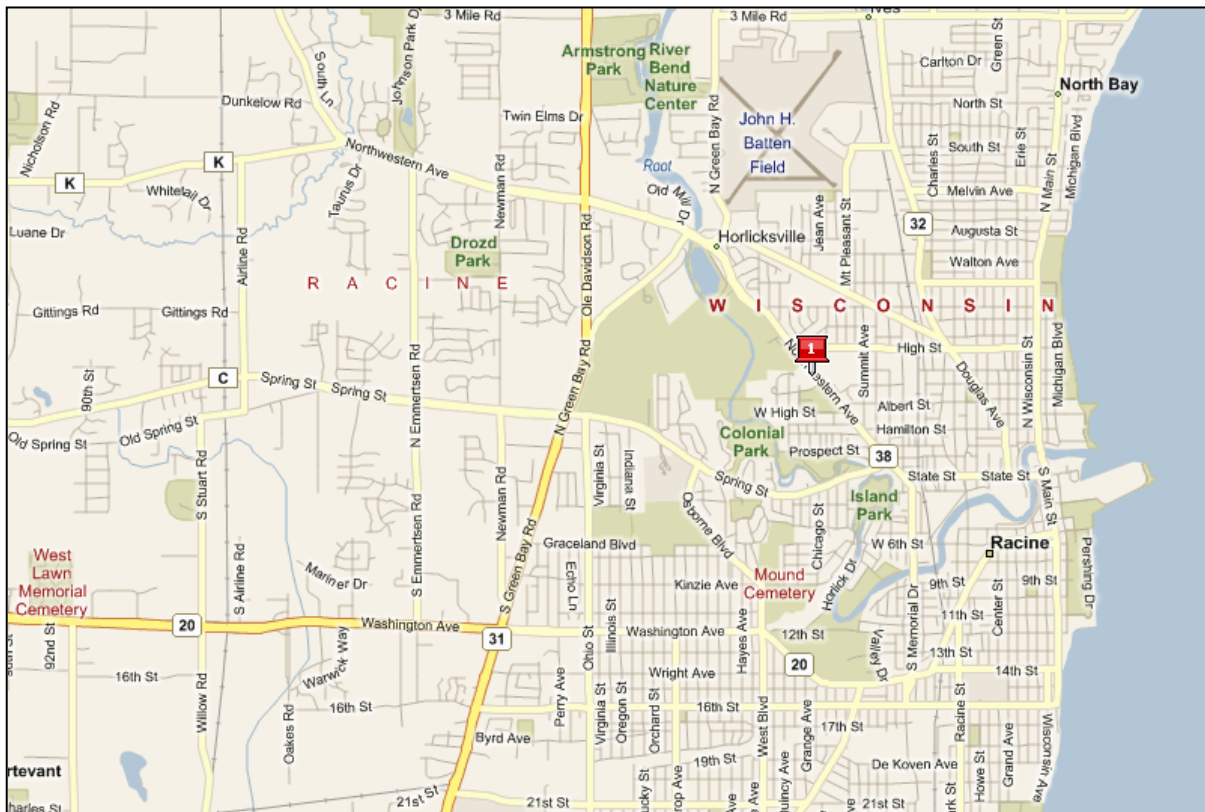 3 Mile Rd
3 Mile Rd
Ives
South Ln
Johnson Park Dr
Armstrong
Park
River
Bend
Nature
Center
Carlton Dr
Green St
North Bay
Dunkelow Rd
Twin Elms Dr
N Green Bay Rd
John H.
Batten
Field
North St
Charles St
South St
Erie St
Michigan Blvd
Nicholson Rd
K
K
Northwestern Ave
Whitetail Dr
Taurus Dr
Newman Rd
Root
Old Mill Dr
Jean Ave
Mt Pleasant St
Melvin Ave
N Main St
Luane Dr
Airline Rd
Drozd
Park
Ole Davidson Rd
Horlicksville
32
Augusta St
Walton Ave
RACINE
WISCONSIN
Gittings Rd
Gittings Rd
N Emmertsen Rd
N Green Bay Rd
1
Summit Ave
High St
Douglas Ave
N Wisconsin St
Michigan Blvd
90th St
C
Spring St
Spring St
Old Spring St
Old Spring St
W High St
Albert St
Hamilton St
Colonial
Park
Prospect St
38
State St
State St
S Stuart Rd
Newman Rd
Virginia St
Indiana St
Spring St
Osborne Blvd
Island
Park
S Main St
S Airline Rd
S Emmertsen Rd
S Green Bay Rd
Graceland Blvd
Chicago St
W 6th St
Racine
Pershing Dr
West
Lawn
Memorial
Cemetery
Mariner Dr
Echo Ln
Kinzie Ave
Mound
Cemetery
Horlick Dr
9th St
9th St
11th St
Center St
20
Washington Ave
31
Washington Ave
Ohio St
Illinois St
Hayes Ave
12th St
Valley Dr
S Memorial Dr
13th St
14th St
92nd St
16th St
Warwick Way
Wright Ave
20
Willow Rd
Oakes Rd
16th St
Perry Ave
Virginia St
Oregon St
Orchard St
16th St
West Blvd
Grange Ave
17th St
Racine St
Wisconsin Ave
Byrd Ave
19th St
De Koven Ave
Howe St
Grand Ave
21st St
21st St
21st St